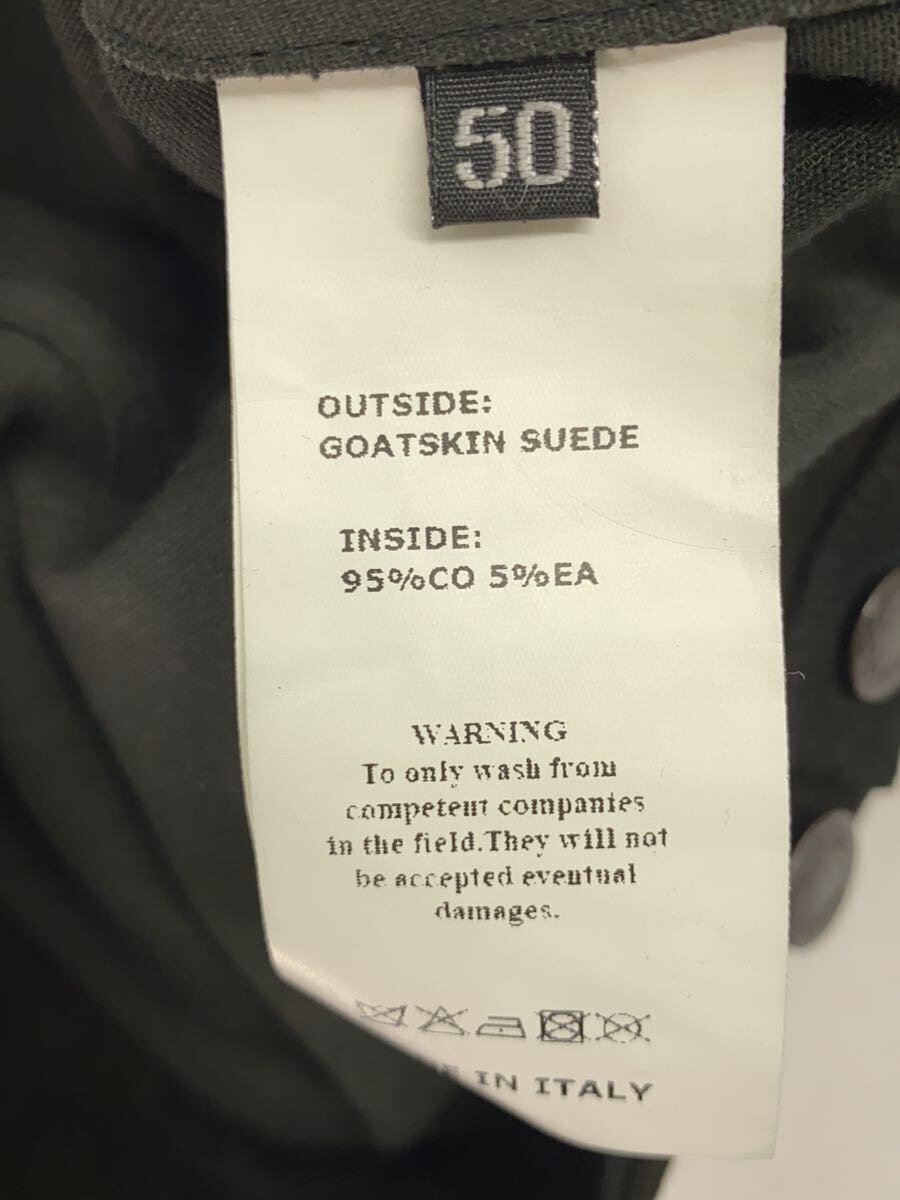 50
OUTSIDE:
GOATSKIN SUEDE
INSIDE:
95%CO 5%EA
WARNING
To only wash from
competent companies
in the field.They will not
be accepted eventual
damages.
IN ITALY